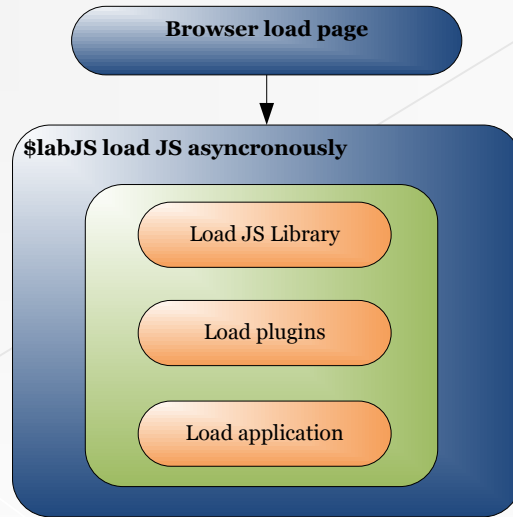 Browser load page
$labJS load JS asyncronously
Load JS Library
Load plugins
Load application